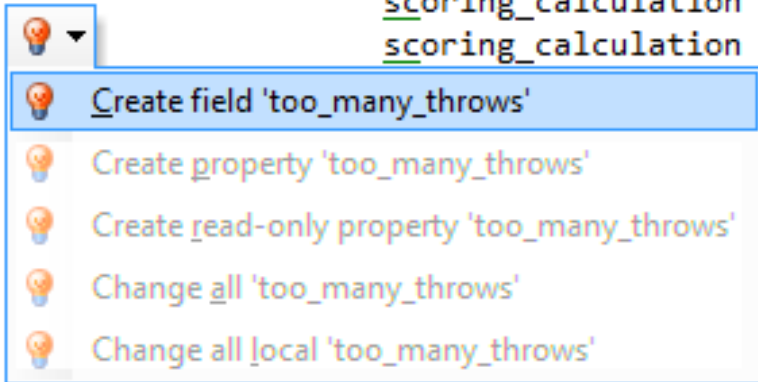 scoring_calculation
scoring_calculation
Create field 'too_many_throws'
Create property 'too_many_throws'
Create read-only property 'too_many_throws'
Change all 'too_many_throws'
Change all local 'too_many_throws'